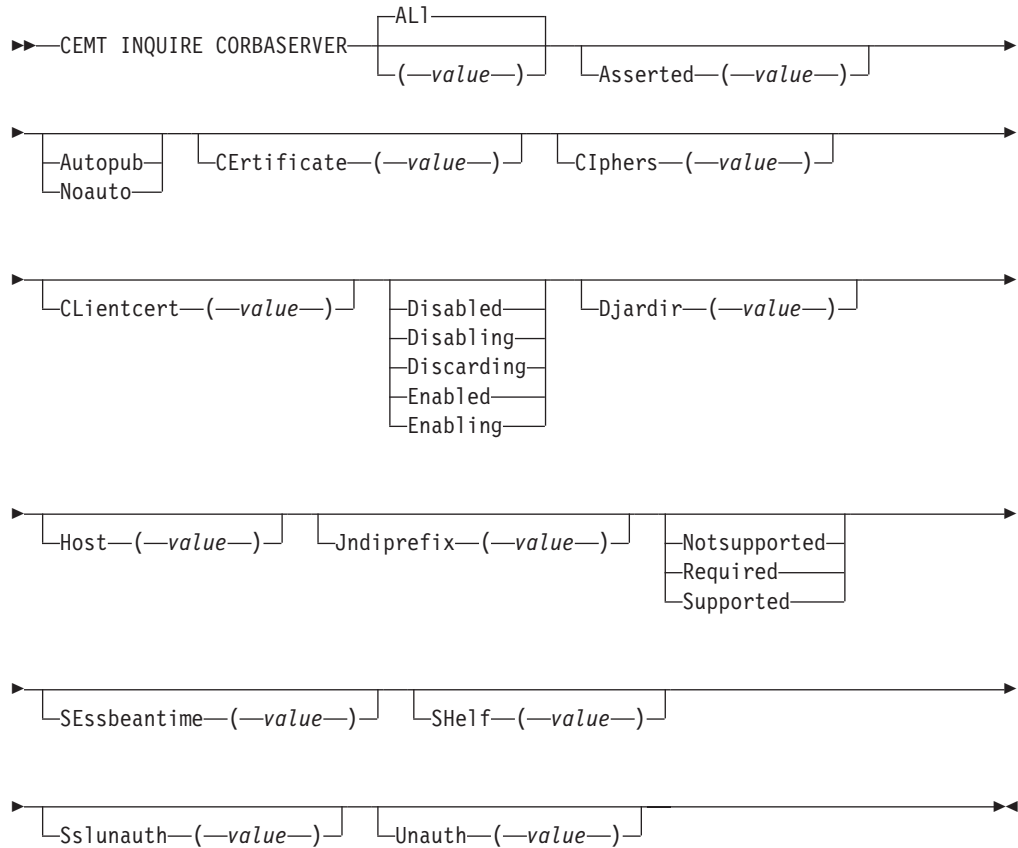 ALl
CEMT INQUIRE CORBASERVER
(value) Asserted(value)
Autopub CErtificate(value) CIphers(value)
Noauto
CLientcert(value) Disabled Djardir(value)
Disabling
Discarding
Enabled
Enabling
Host(value) Jndiprefix(value) Notsupported
Required
Supported
SEssbeantime(value) SHelf(value)
Sslunauth(value) Unauth(value)